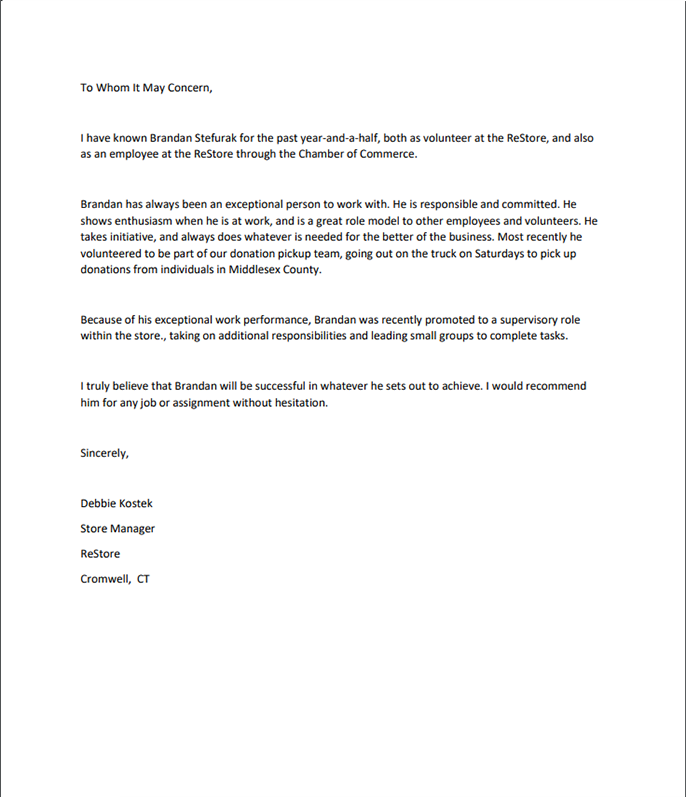 To Whom It May Concern,
I have known Brandan Stefurak for the past year-and-a-half, both as volunteer at the ReStore, and also
as an employee at the ReStore through the Chamber of Commerce.
Brandan has always been an exceptional person to work with. He is responsible and committed. He
shows enthusiasm when he is at work, and is a great role model to other employees and volunteers. He
takes initiative, and always does whatever is needed for the better of the business. Most recently he
volunteered to be part of our donation pickup team, going out on the truck on Saturdays to pick up
donations from individuals in Middlesex County.
Because of his exceptional work performance, Brandan was recently promoted to a supervisory role
within the store., taking on additional responsibilities and leading small groups to complete tasks.
I truly believe that Brandan will be successful in whatever he sets out to achieve. I would recommend
him for any job or assignment without hesitation.
Sincerely,
Debbie Kostek
Store Manager
ReStore
Cromwell,  CT